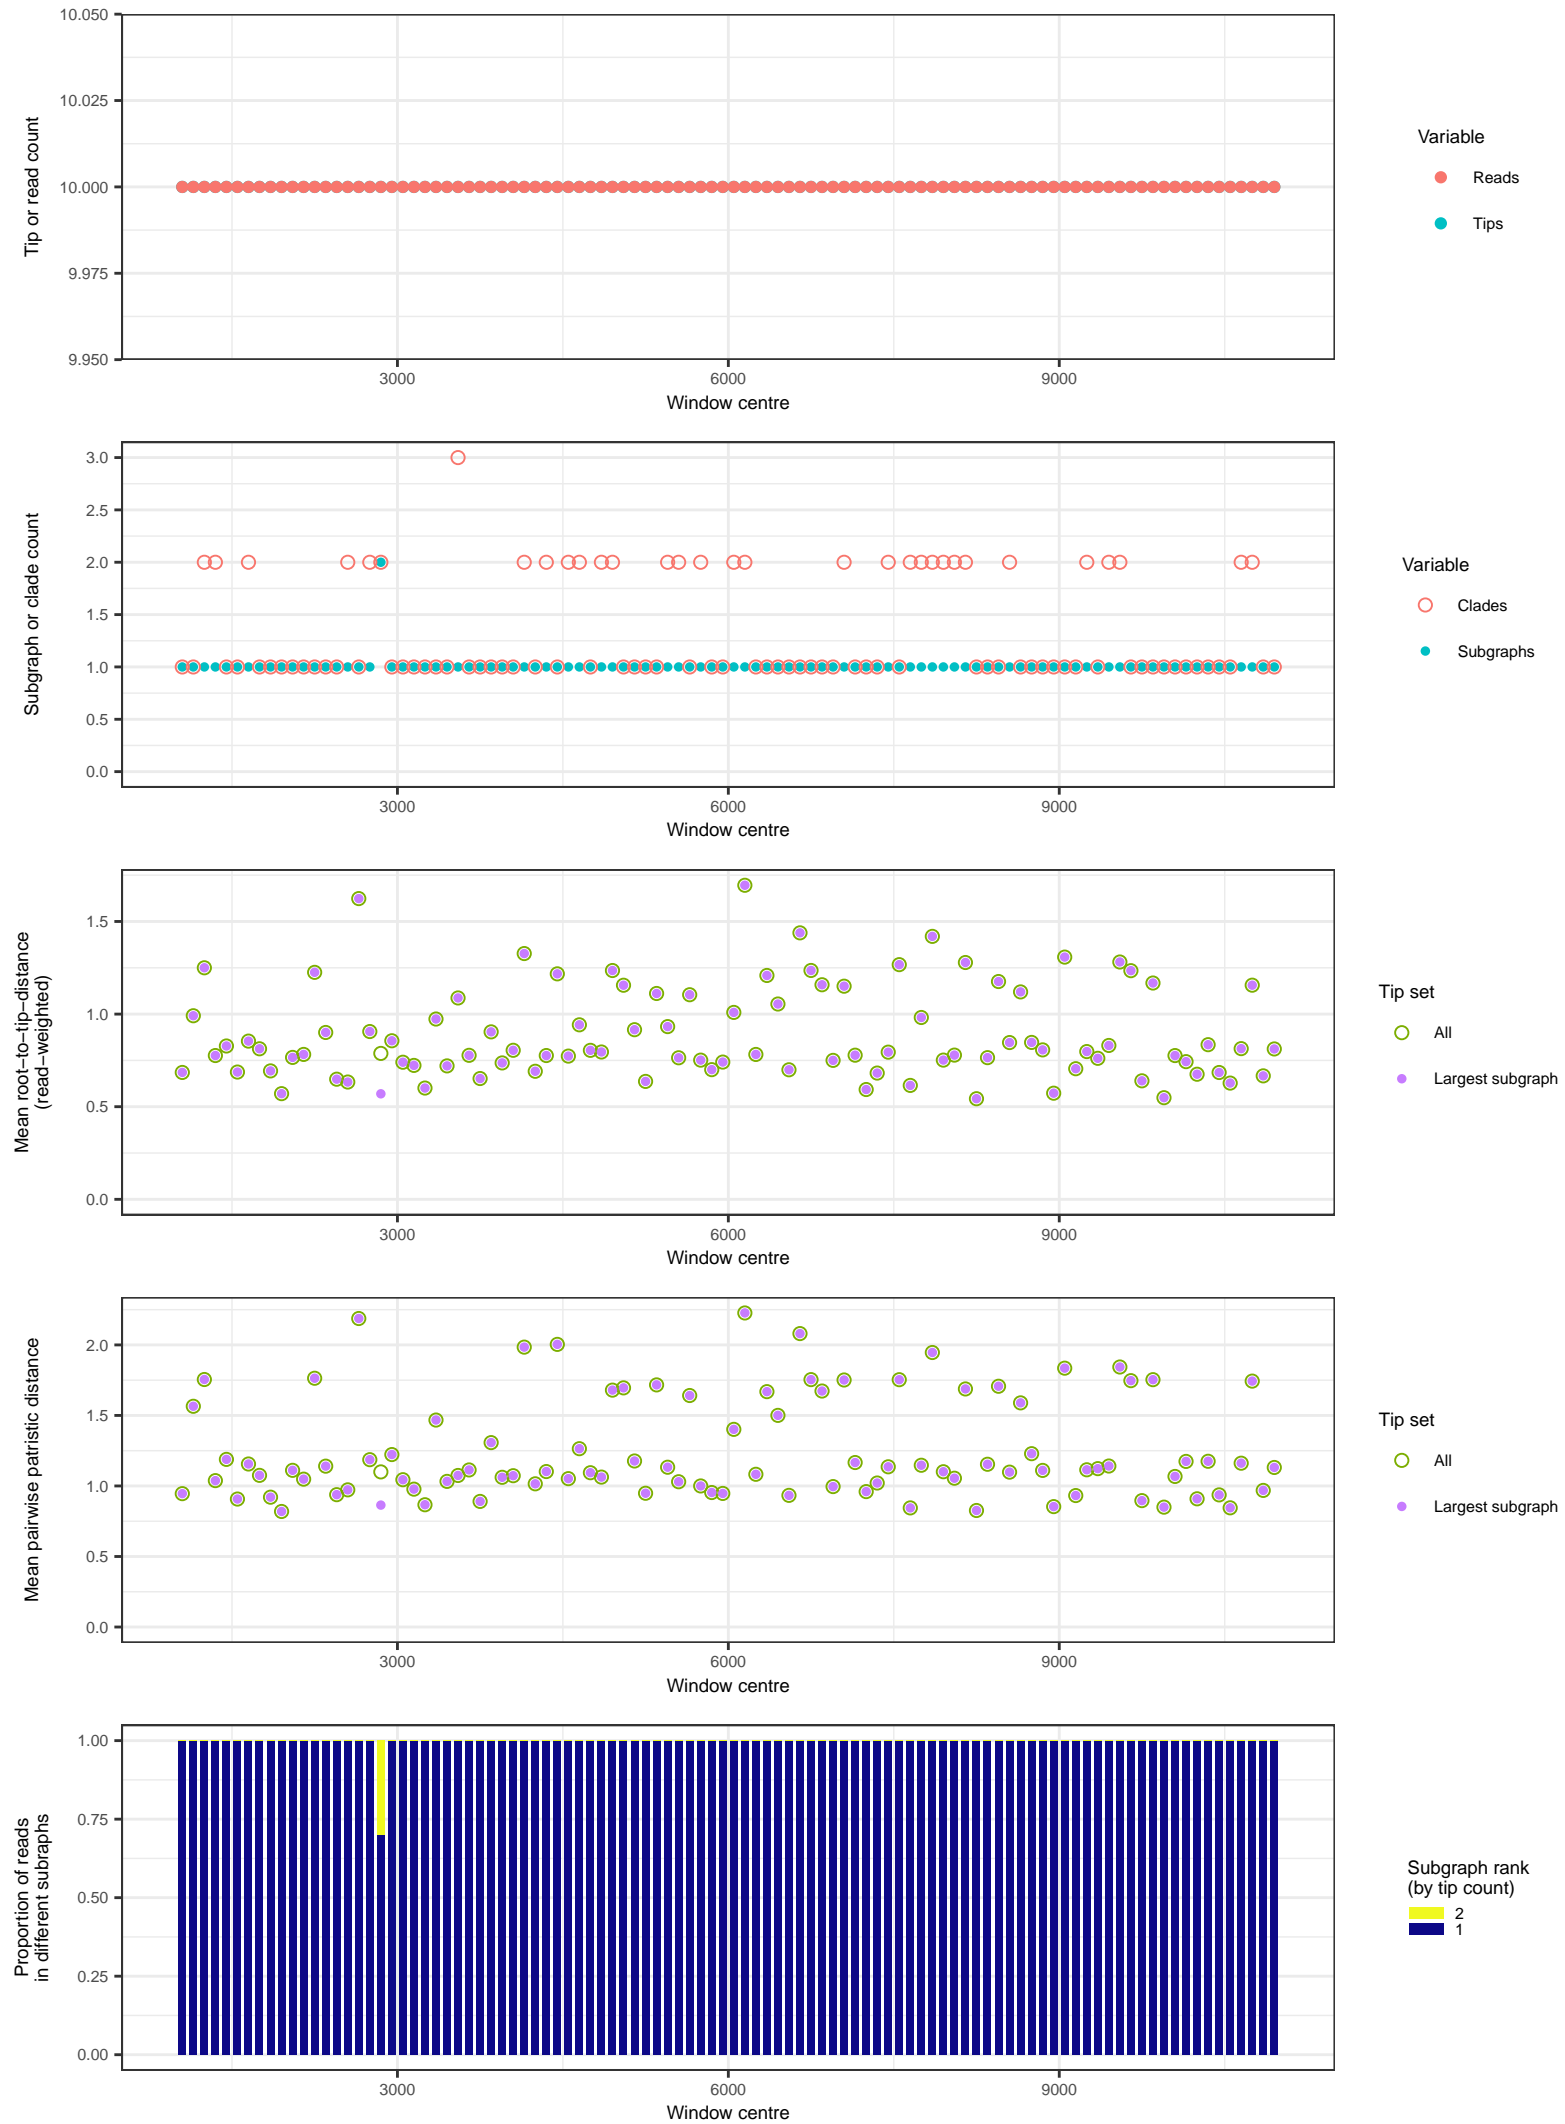 10.050
10.025
10.000
9.975
9.950
Tip or read count
3000 6000 9000
Window centre
Variable
Reads
Tips
3.0
2.5
2.0
1.5
1.0
0.5
0.0
Subgraph or clade count
3000 6000 9000
Window centre
Variable
Clades
Subgraphs
1.5
1.0
0.5
0.0
Mean root−to−tip−distance
(read−weighted)
3000 6000 9000
Window centre
Tip set
All
Largest subgraph
2.0
1.5
1.0
0.5
0.0
Mean pairwise patristic distance
3000 6000 9000
Window centre
Tip set
All
Largest subgraph
1.00
0.75
0.50
0.25
0.00
Proportion of reads
in different subraphs
3000 6000 9000
Window centre
Subgraph rank
(by tip count)
2
1